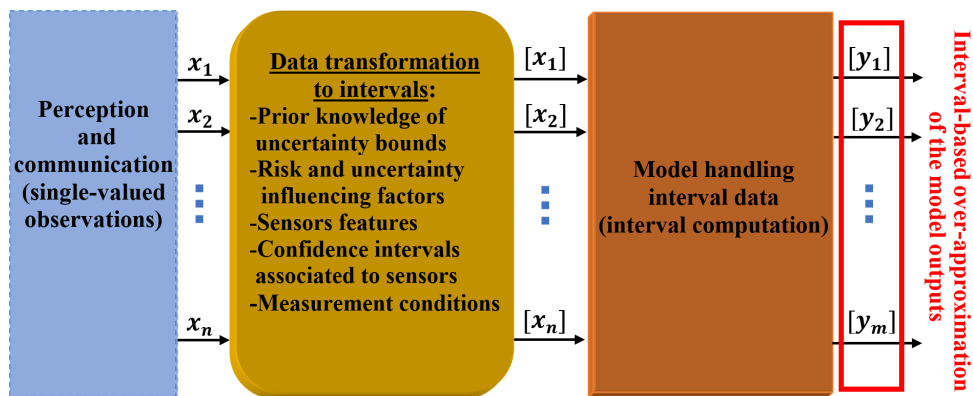 Perception
and
communication
(single-valued
observations)
x₁
x₂
xₙ
Data transformation
to intervals:
-Prior knowledge of
uncertainty bounds
-Risk and uncertainty
influencing factors
-Sensors features
-Confidence intervals
associated to sensors
-Measurement conditions
[x₁]
[x₂]
[xₙ]
Model handling
interval data
(interval computation)
[y₁]
[y₂]
[yₘ]
Interval-based over-approximation
of the model outputs